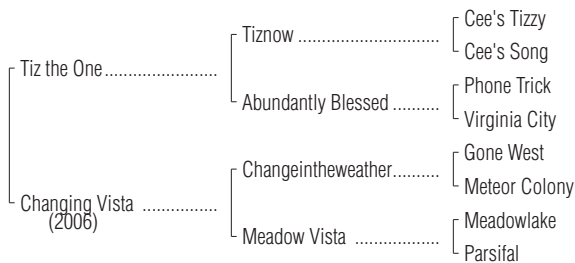 Cee's Tizzy
Tiznow ..............................
Cee's Song
Tiz the One........................
Phone Trick
Abundantly Blessed ..........
Virginia City
Gone West
Changeintheweather..........
Meteor Colony
Changing Vista ................
(2006)
Meadowlake
Meadow Vista ..................
Parsifal